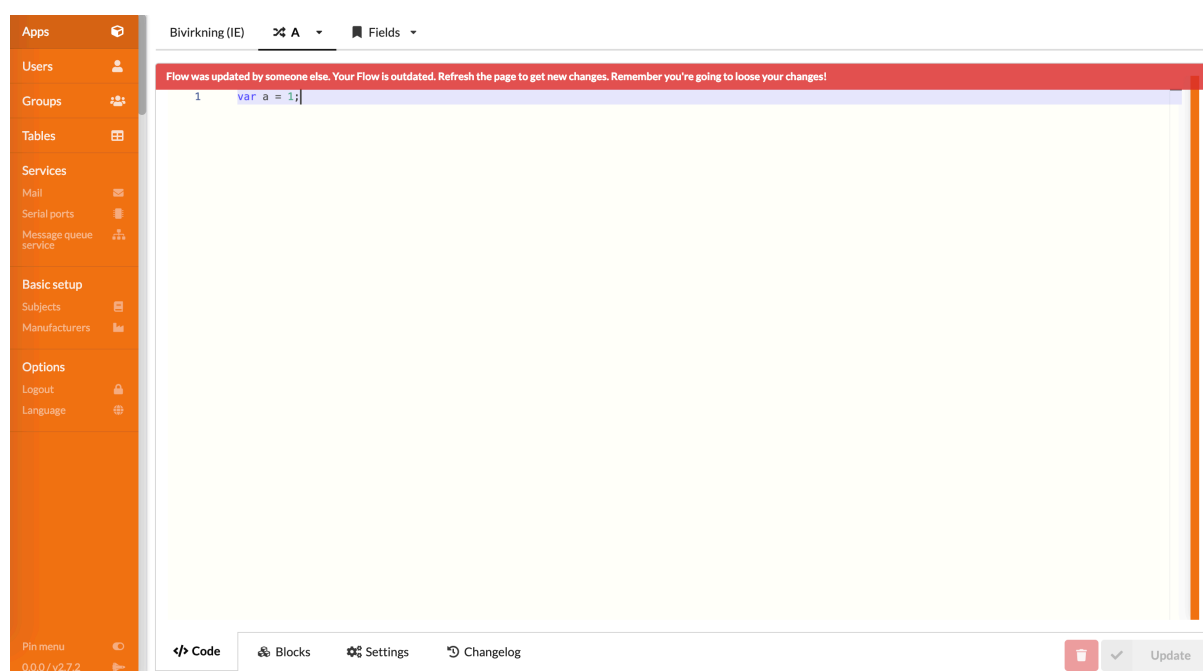 Apps
Users
Groups
Tables
Services
Mail
Serial ports
Message queue
service
Basic setup
Subjects
Manufacturers
Options
Logout
Language
Pin menu
0.0.0 / v2.7.2
Bivirkning (IE)
A
Fields
Flow was updated by someone else. Your Flow is outdated. Refresh the page to get new changes. Remember you're going to loose your changes!
1 var a = 1;
</> Code
Blocks
Settings
Changelog
Update